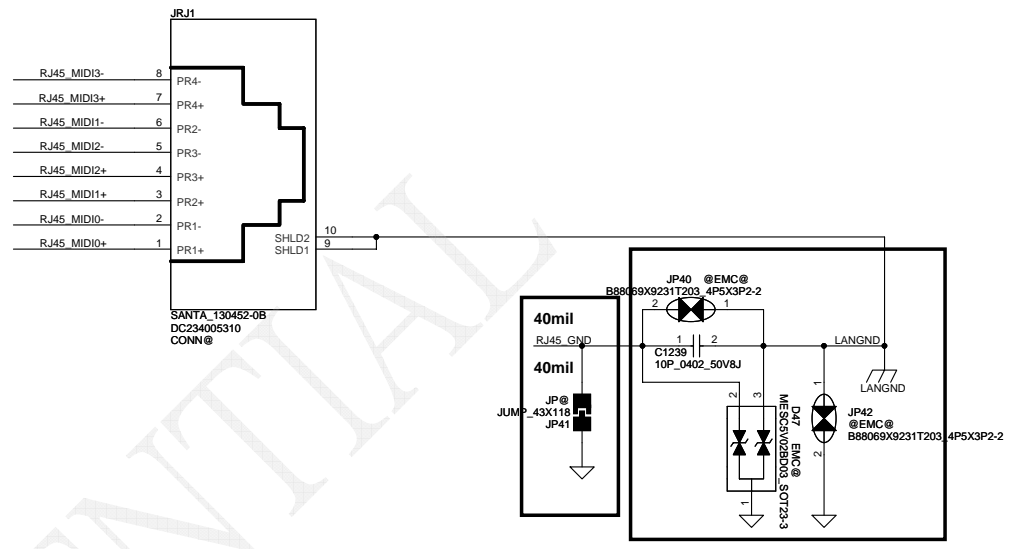 JRJ1
RJ45_MIDI3- 8 PR4-
RJ45_MIDI3+ 7 PR4+
RJ45_MIDI1- 6 PR2-
RJ45_MIDI2- 5 PR3-
RJ45_MIDI2+ 4 PR3+
RJ45_MIDI1+ 3 PR2+
RJ45_MIDI0- 2 PR1-
RJ45_MIDI0+ 1 PR1+
SHLD2 10
SHLD1 9
SANTA_130452-0B
DC234005310
CONN@
JP40 @EMC@
B88069X9231T203_4P5X3P2-2
2 1
40mil
RJ45_GND
1 2
LANGND
C1239
10P_0402_50V8J
40mil
LANGND
JP@
JUMP_43X118
JP41
2 3
D47 EMC@
MESC5V02BD03_SOT23-3
1
1
JP42
@EMC@
B88069X9231T203_4P5X3P2-2
2
ENTIAL